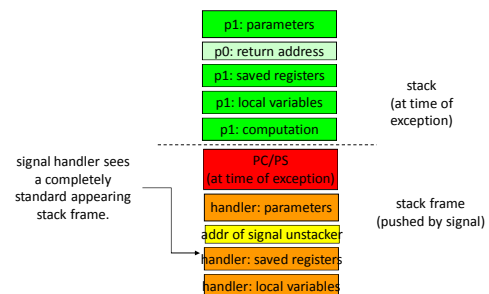 p1: parameters
p0: return address
p1: saved registers
p1: local variables
p1: computation
stack
(at time of
exception)
signal handler sees
a completely
standard appearing
stack frame.
PC/PS
(at time of exception)
handler: parameters
addr of signal unstacker
handler: saved registers
handler: local variables
stack frame
(pushed by signal)